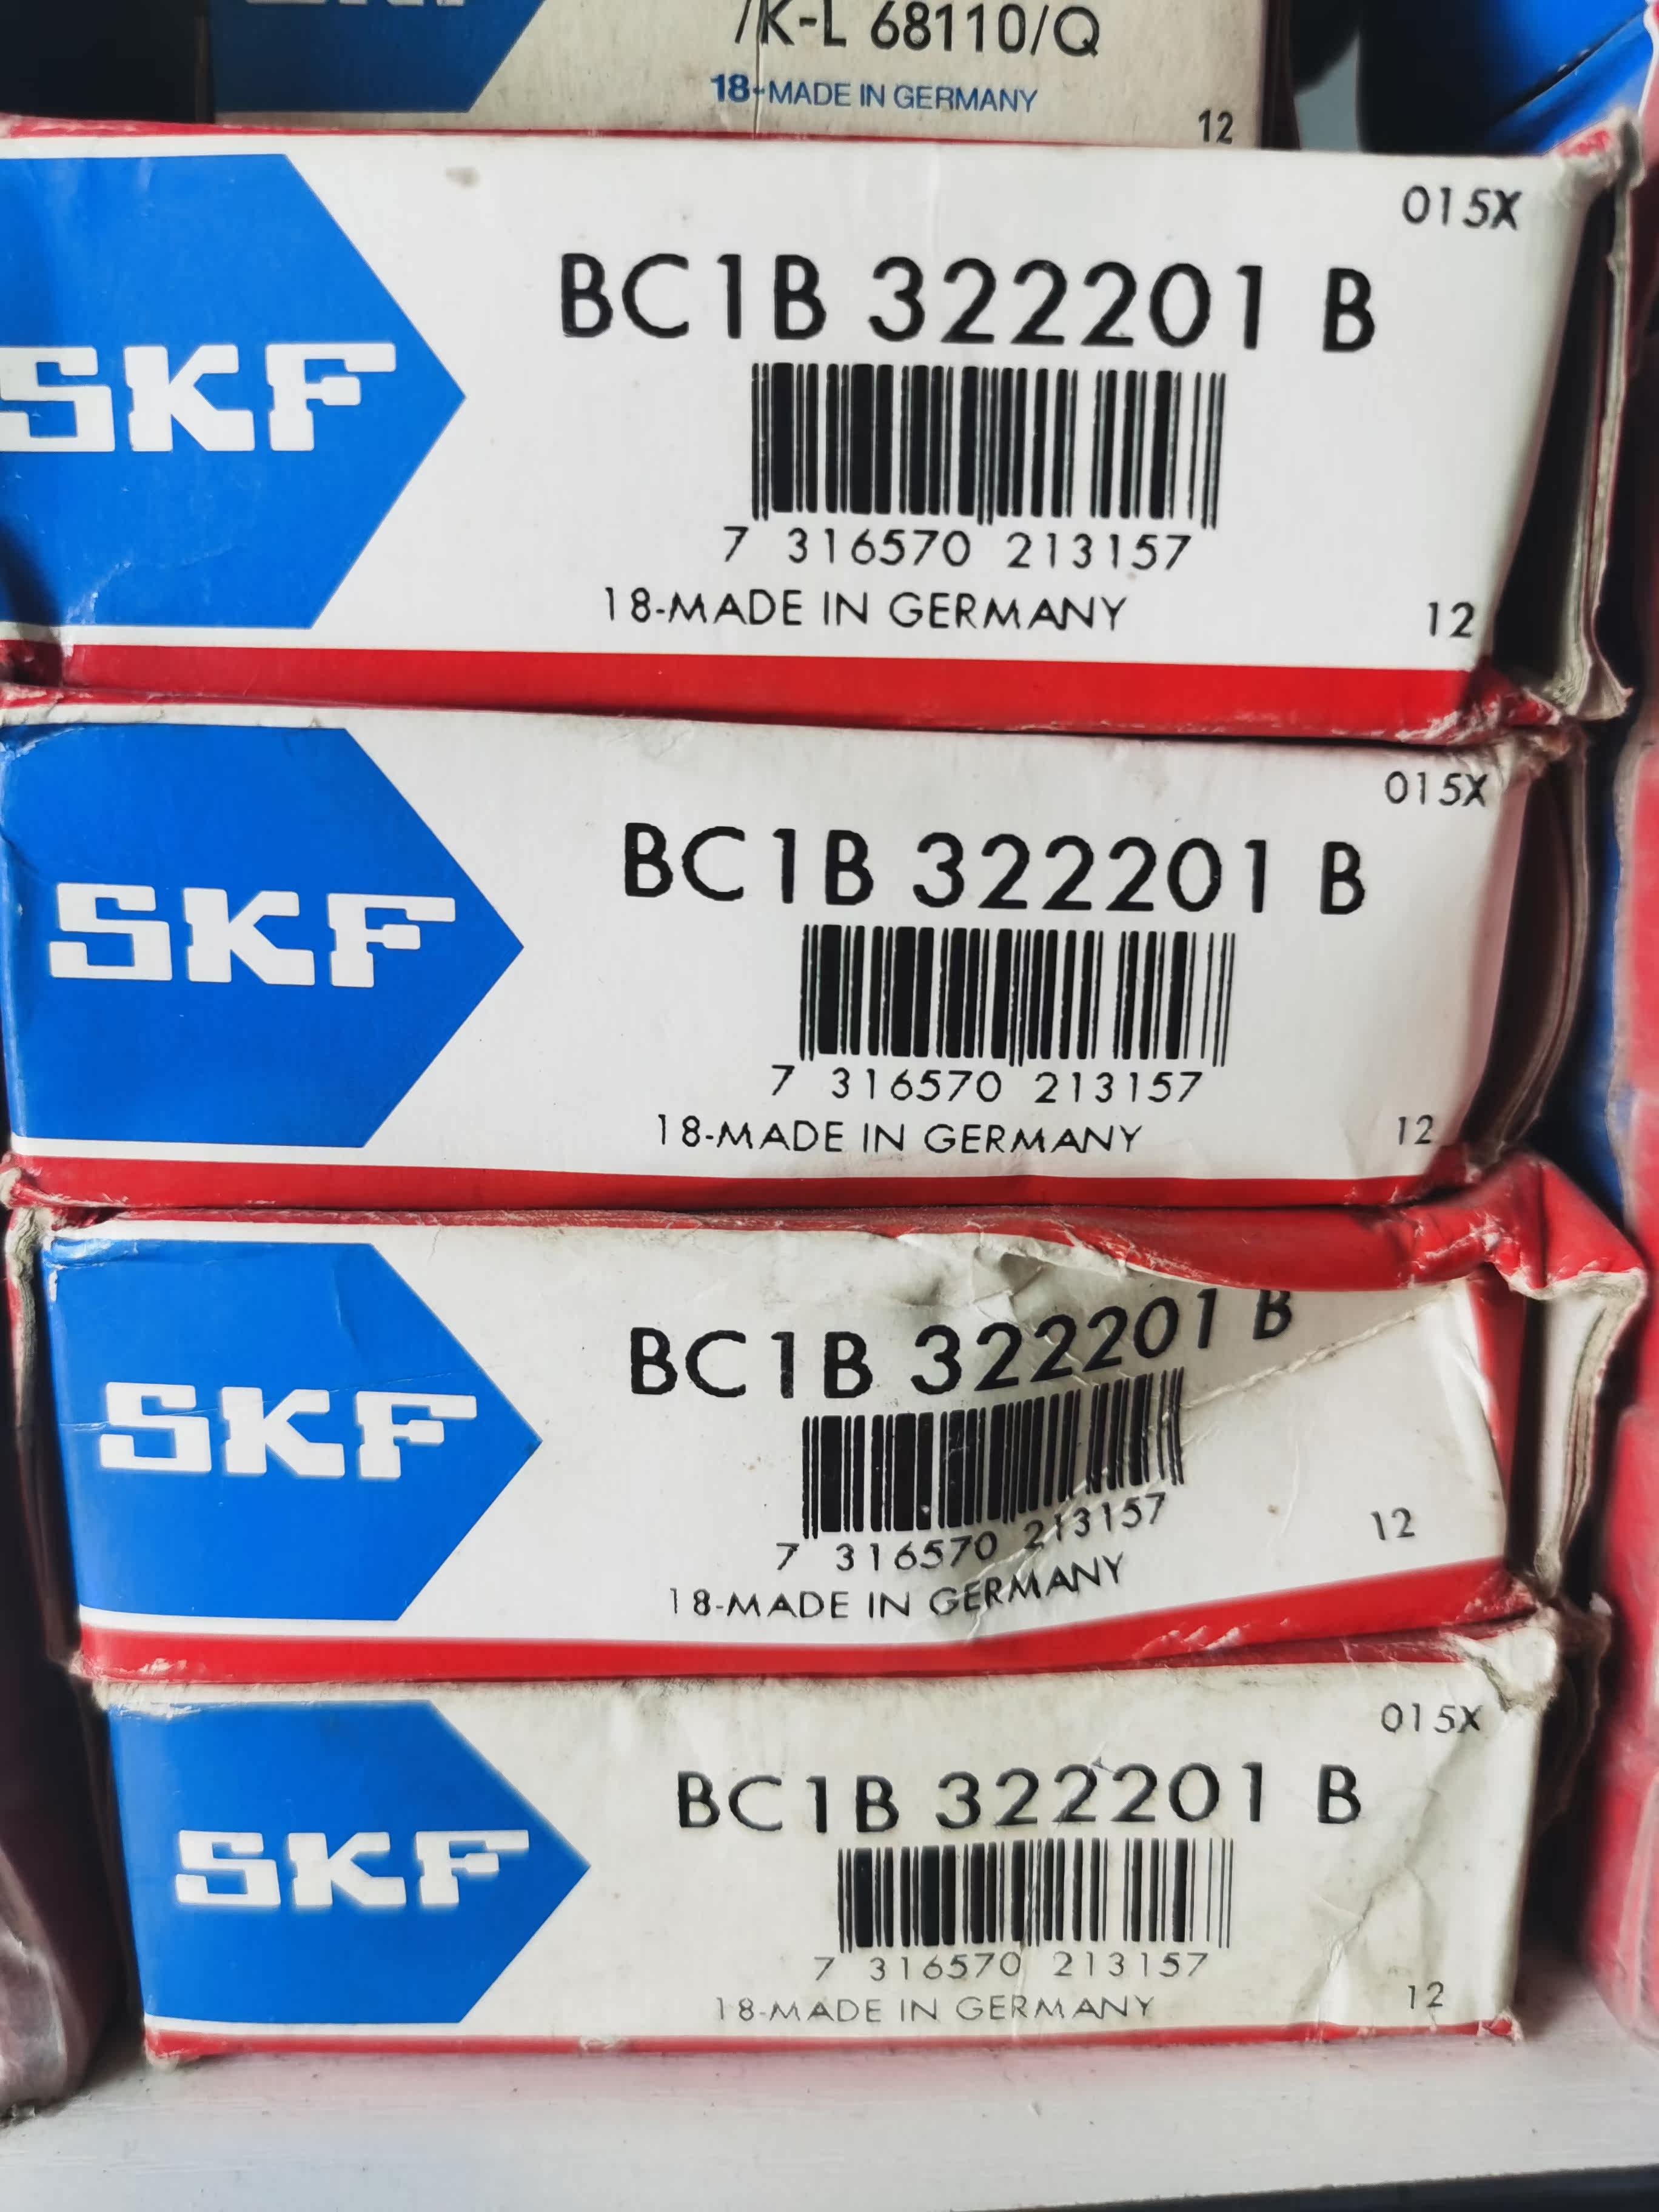 /K-L 68110/Q
18-MADE IN GERMANY
12
015X
BC1B 322201 B
SKF
7 316570 213157
18-MADE IN GERMANY
12
015X
BC1B 322201 B
SKF
7 316570 213157
18-MADE IN GERMANY
12
BC1B 322201 B
SKF
7 316570 213157
18-MADE IN GERMANY
12
015X
BC1B 322201 B
SKF
7 316570 213157
18-MADE IN GERMANY
12